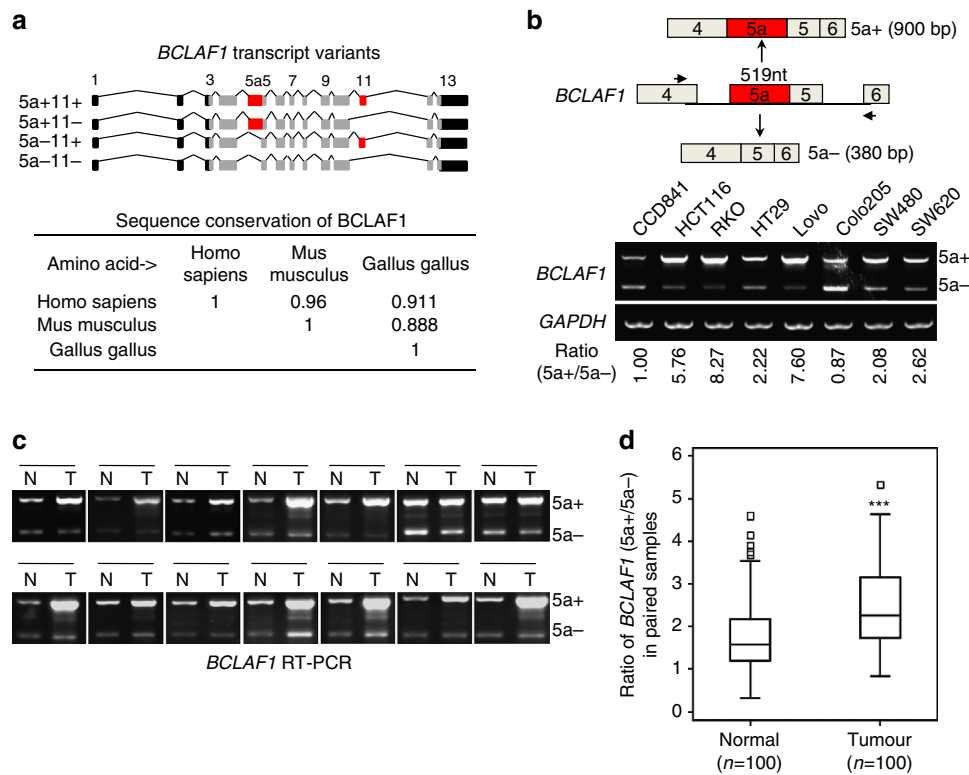 a
BCLAF1 transcript variants
1 3 5a5 7 9 11 13
5a+11+
5a+11−
5a−11+
5a−11−
Sequence conservation of BCLAF1
Amino acid-> Homo sapiens Mus musculus Gallus gallus
Homo sapiens 1 0.96 0.911
Mus musculus 1 0.888
Gallus gallus 1
b
4 5a 5 6 5a+ (900 bp)
519nt
BCLAF1 4 5a 5 6
4 5 6 5a− (380 bp)
CCD841 HCT116 RKO HT29 Lovo Colo205 SW480 SW620
BCLAF1 5a+
5a−
GAPDH
Ratio
(5a+/5a−)
1.00 5.76 8.27 2.22 7.60 0.87 2.08 2.62
c
N T N T N T N T N T N T N T
5a+
5a−
N T N T N T N T N T N T N T
5a+
5a−
BCLAF1 RT-PCR
d
Ratio of BCLAF1 (5a+/5a−)
in paired samples
6
5
4
3
2
1
0
***
Normal
(n=100)
Tumour
(n=100)